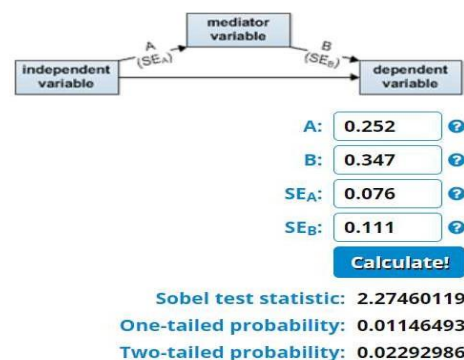 mediator
variable
A
(SEA)
B
(SEB)
independent
variable
dependent
variable
A: 0.252 ?
B: 0.347 ?
SEA: 0.076 ?
SEB: 0.111 ?
Calculate!
Sobel test statistic: 2.27460119
One-tailed probability: 0.01146493
Two-tailed probability: 0.02292986